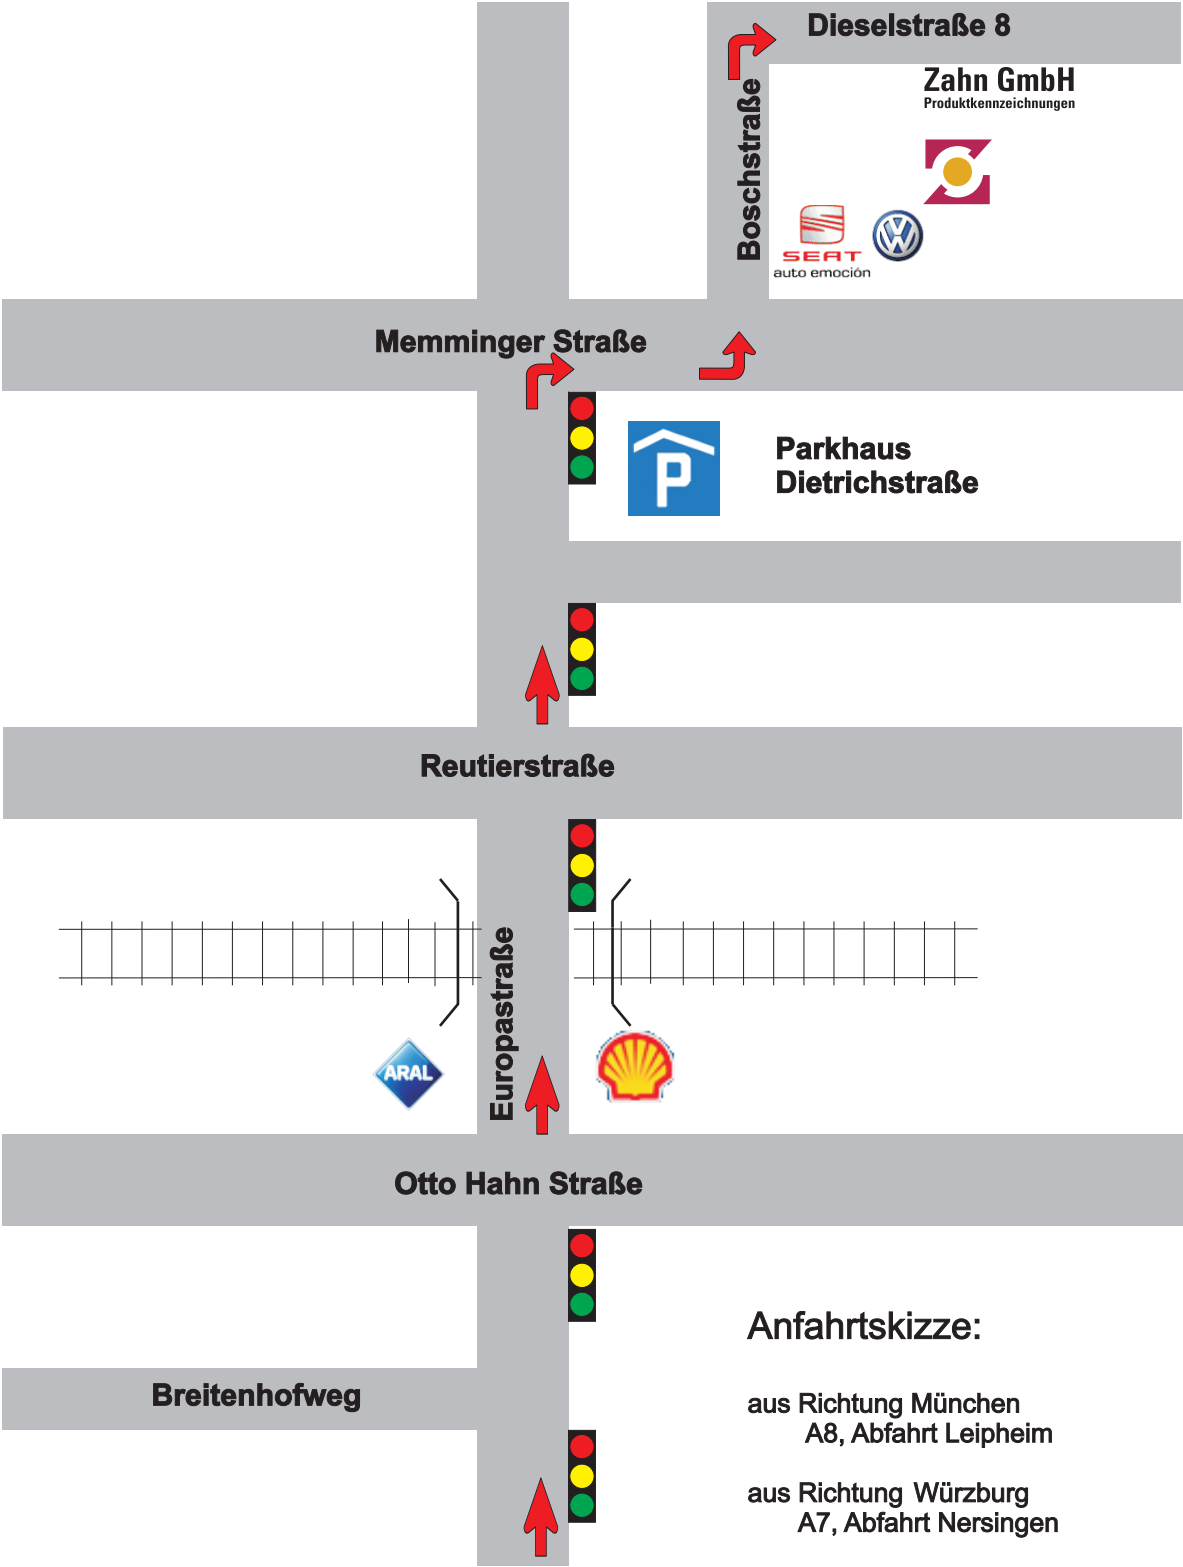 Dieselstraße 8
Zahn GmbH
Produktkennzeichnungen
Boschstraße
SEAT
auto emoción
Memminger Straße
P
Parkhaus
Dietrichstraße
Reutierstraße
Europastraße
ARAL
Otto Hahn Straße
Anfahrtskizze:
Breitenhofweg
aus Richtung München
A8, Abfahrt Leipheim
aus Richtung Würzburg
A7, Abfahrt Nersingen